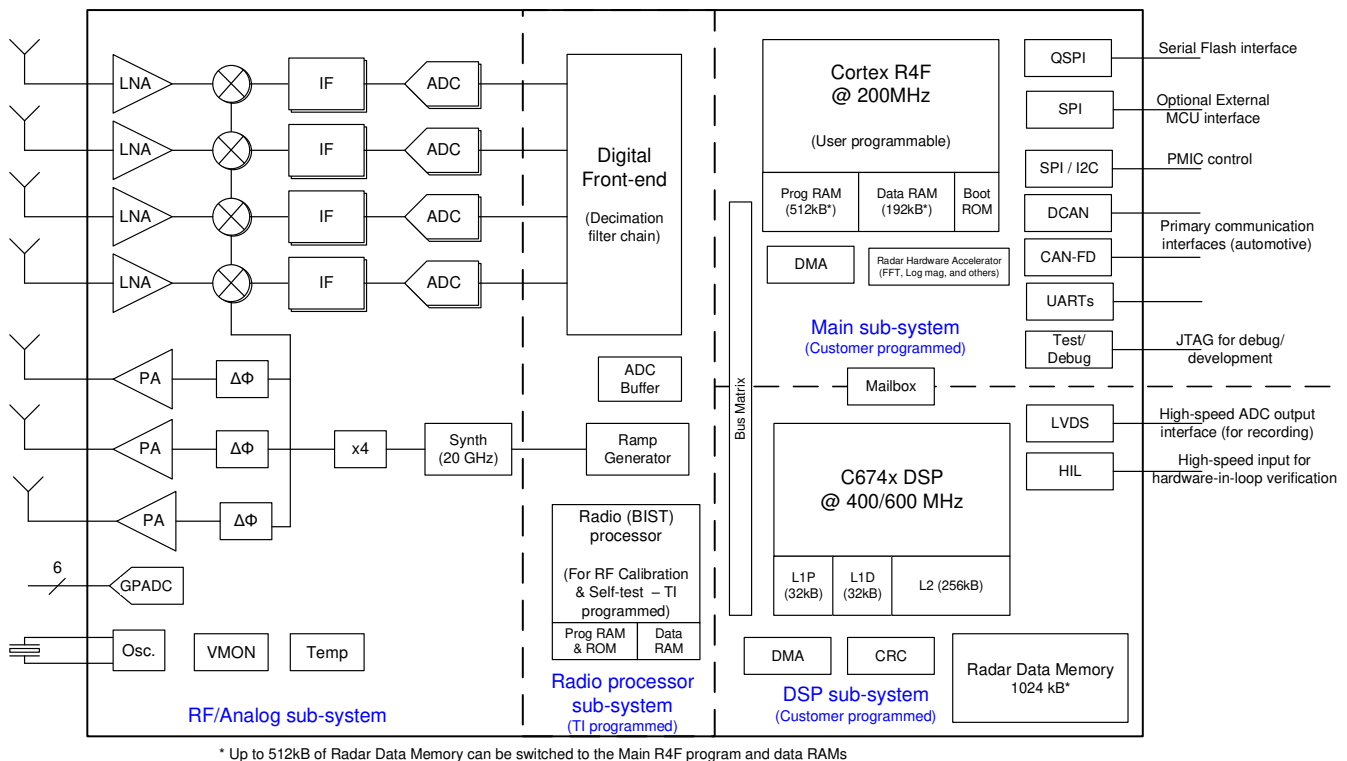 LNA
IF
ADC
LNA
IF
ADC
LNA
IF
ADC
LNA
IF
ADC
PA
ΔΦ
PA
ΔΦ
x4
Synth
(20 GHz)
PA
ΔΦ
6
GPADC
Osc.
VMON
Temp
RF/Analog sub-system
Digital
Front-end
(Decimation
filter chain)
ADC
Buffer
Ramp
Generator
Radio (BIST)
processor
(For RF Calibration
& Self-test – TI
programmed)
Prog RAM
& ROM
Data
RAM
Radio processor
sub-system
(TI programmed)
Bus Matrix
Cortex R4F
@ 200MHz
(User programmable)
Prog RAM
(512kB*)
Data RAM
(192kB*)
Boot
ROM
DMA
Radar Hardware Accelerator
(FFT, Log mag, and others)
Main sub-system
(Customer programmed)
Mailbox
C674x DSP
@ 400/600 MHz
L1P
(32kB)
L1D
(32kB)
L2 (256kB)
DMA
CRC
DSP sub-system
(Customer programmed)
Radar Data Memory
1024 kB*
QSPI
Serial Flash interface
SPI
Optional External
MCU interface
SPI / I2C
PMIC control
DCAN
Primary communication
interfaces (automotive)
CAN-FD
UARTs
Test/
Debug
JTAG for debug/
development
LVDS
High-speed ADC output
interface (for recording)
HIL
High-speed input for
hardware-in-loop verification
* Up to 512kB of Radar Data Memory can be switched to the Main R4F program and data RAMs